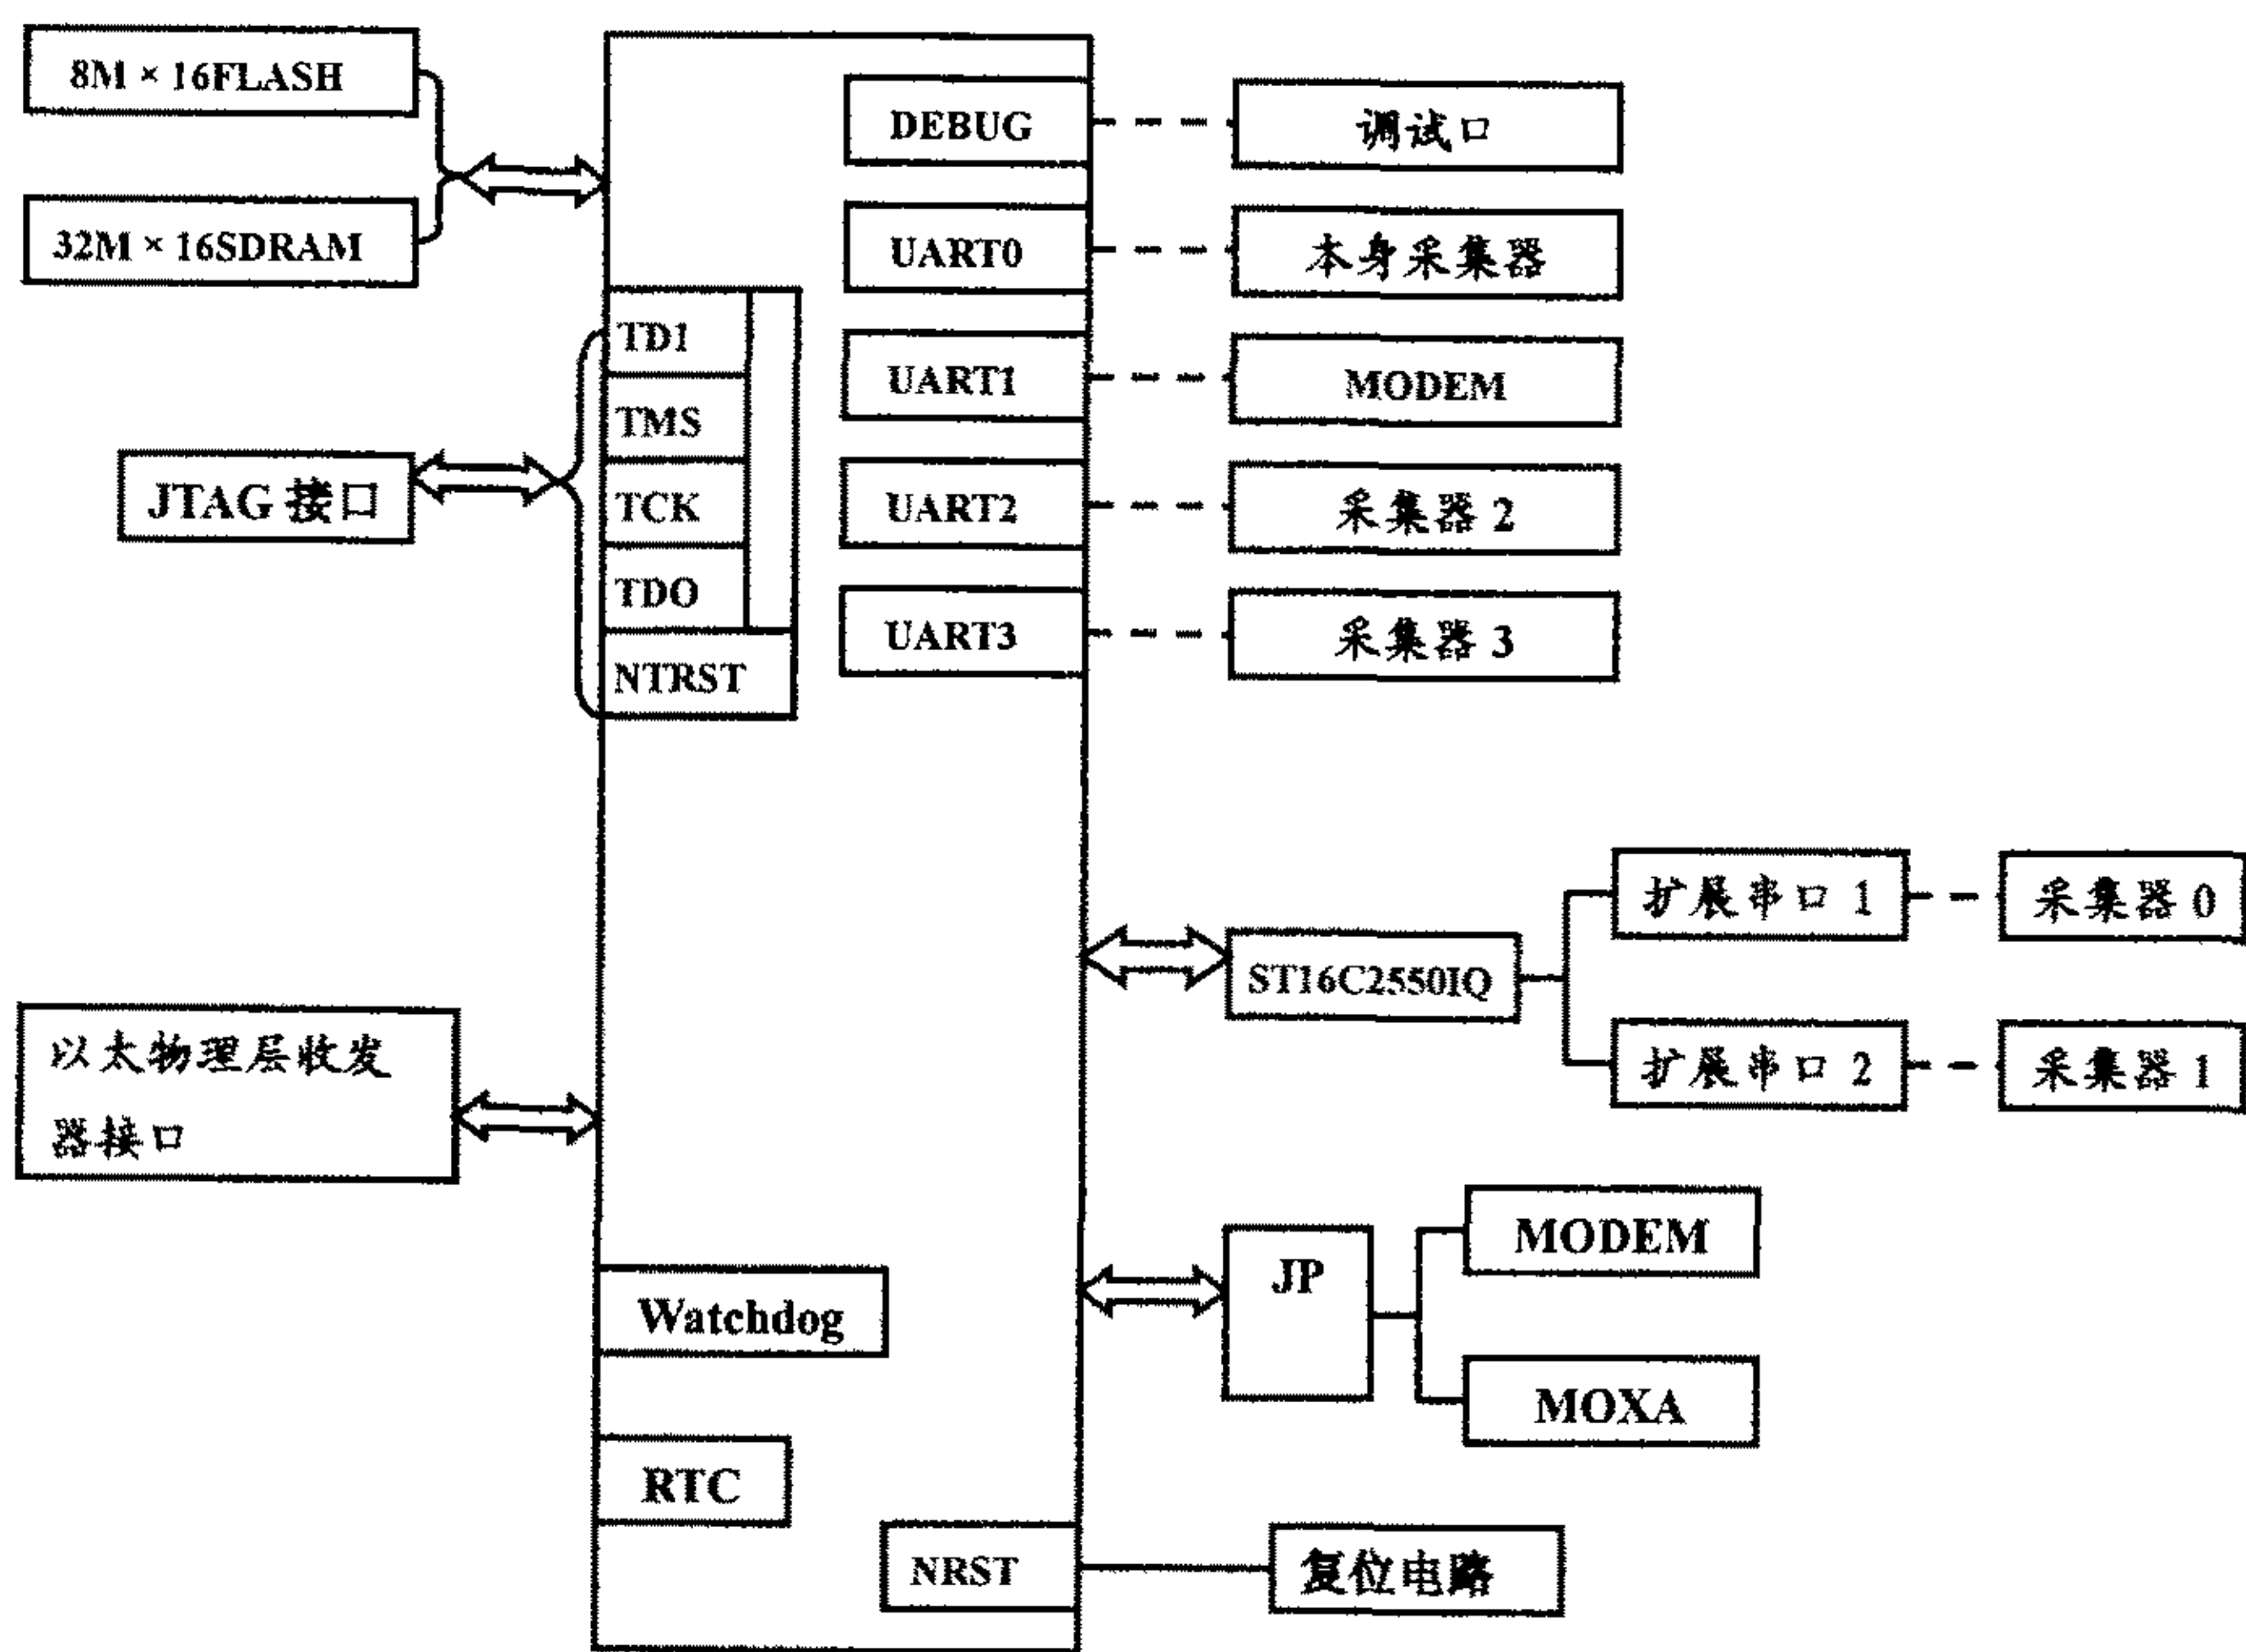 8M × 16FLASH
32M × 16SDRAM
JTAG 接口
以太物理层收发
器接口
TD1
TMS
TCK
TDO
NTRST
Watchdog
RTC
DEBUG
UART0
UART1
UART2
UART3
NRST
调试口
本身采集器
MODEM
采集器 2
采集器 3
ST16C2550IQ
扩展串口 1
采集器 0
扩展串口 2
采集器 1
JP
MODEM
MOXA
复位电路